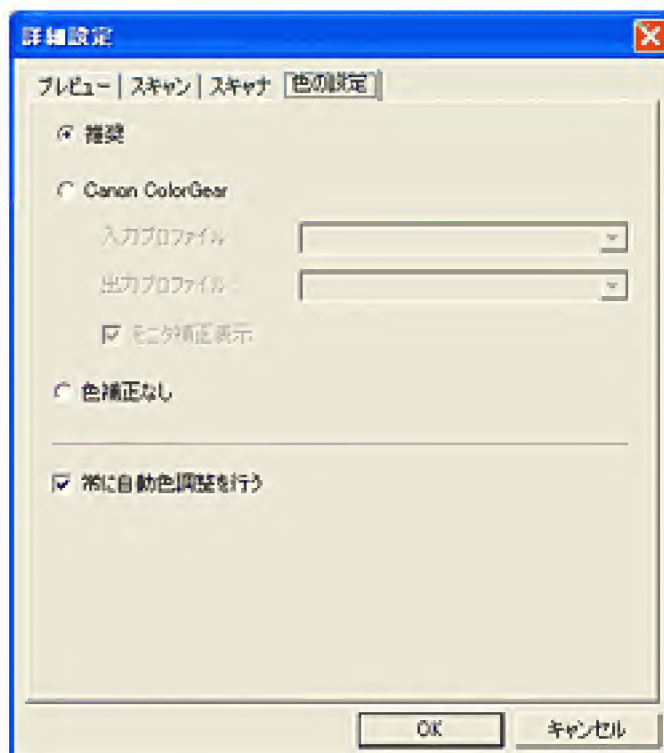 詳細設定
プレビュー スキャン スキャナ 色の設定
推奨
Canon ColorGear
入力プロファイル
出力プロファイル
モニタ補正表示
色補正なし
常に自動色調整を行う
OK キャンセル